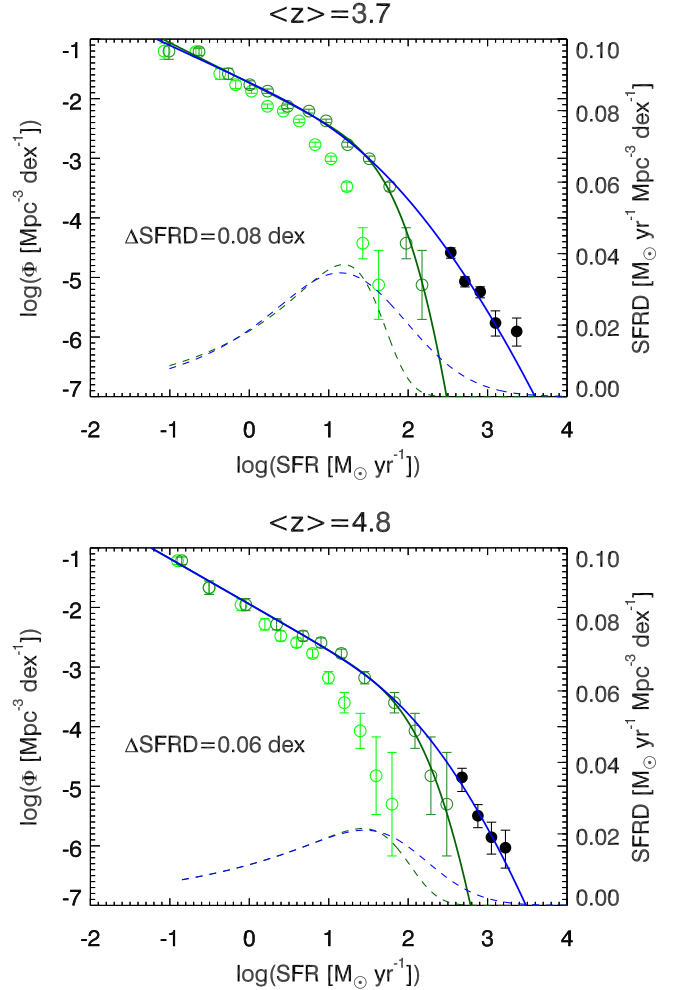 <z>=3.7
-1
-2
-3
-4
-5
-6
-7
log(Φ [Mpc⁻³ dex⁻¹])
ΔSFRD=0.08 dex
0.10
0.08
0.06
0.04
0.02
0.00
SFRD [M☉ yr⁻¹ Mpc⁻³ dex⁻¹]
-2 -1 0 1 2 3 4
log(SFR [M☉ yr⁻¹])
<z>=4.8
-1
-2
-3
-4
-5
-6
-7
log(Φ [Mpc⁻³ dex⁻¹])
ΔSFRD=0.06 dex
0.10
0.08
0.06
0.04
0.02
0.00
SFRD [M☉ yr⁻¹ Mpc⁻³ dex⁻¹]
-2 -1 0 1 2 3 4
log(SFR [M☉ yr⁻¹])